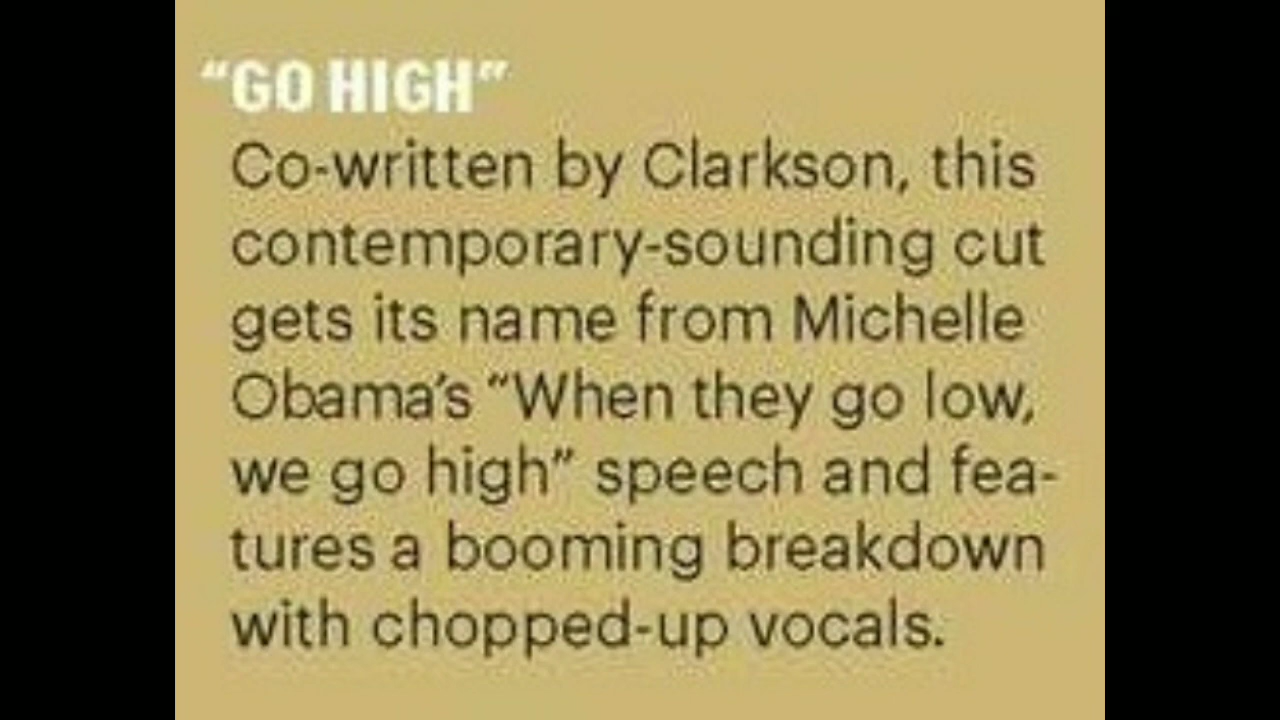 “GO HIGH”
Co-written by Clarkson, this
contemporary-sounding cut
gets its name from Michelle
Obama’s “When they go low,
we go high” speech and fea-
tures a booming breakdown
with chopped-up vocals.